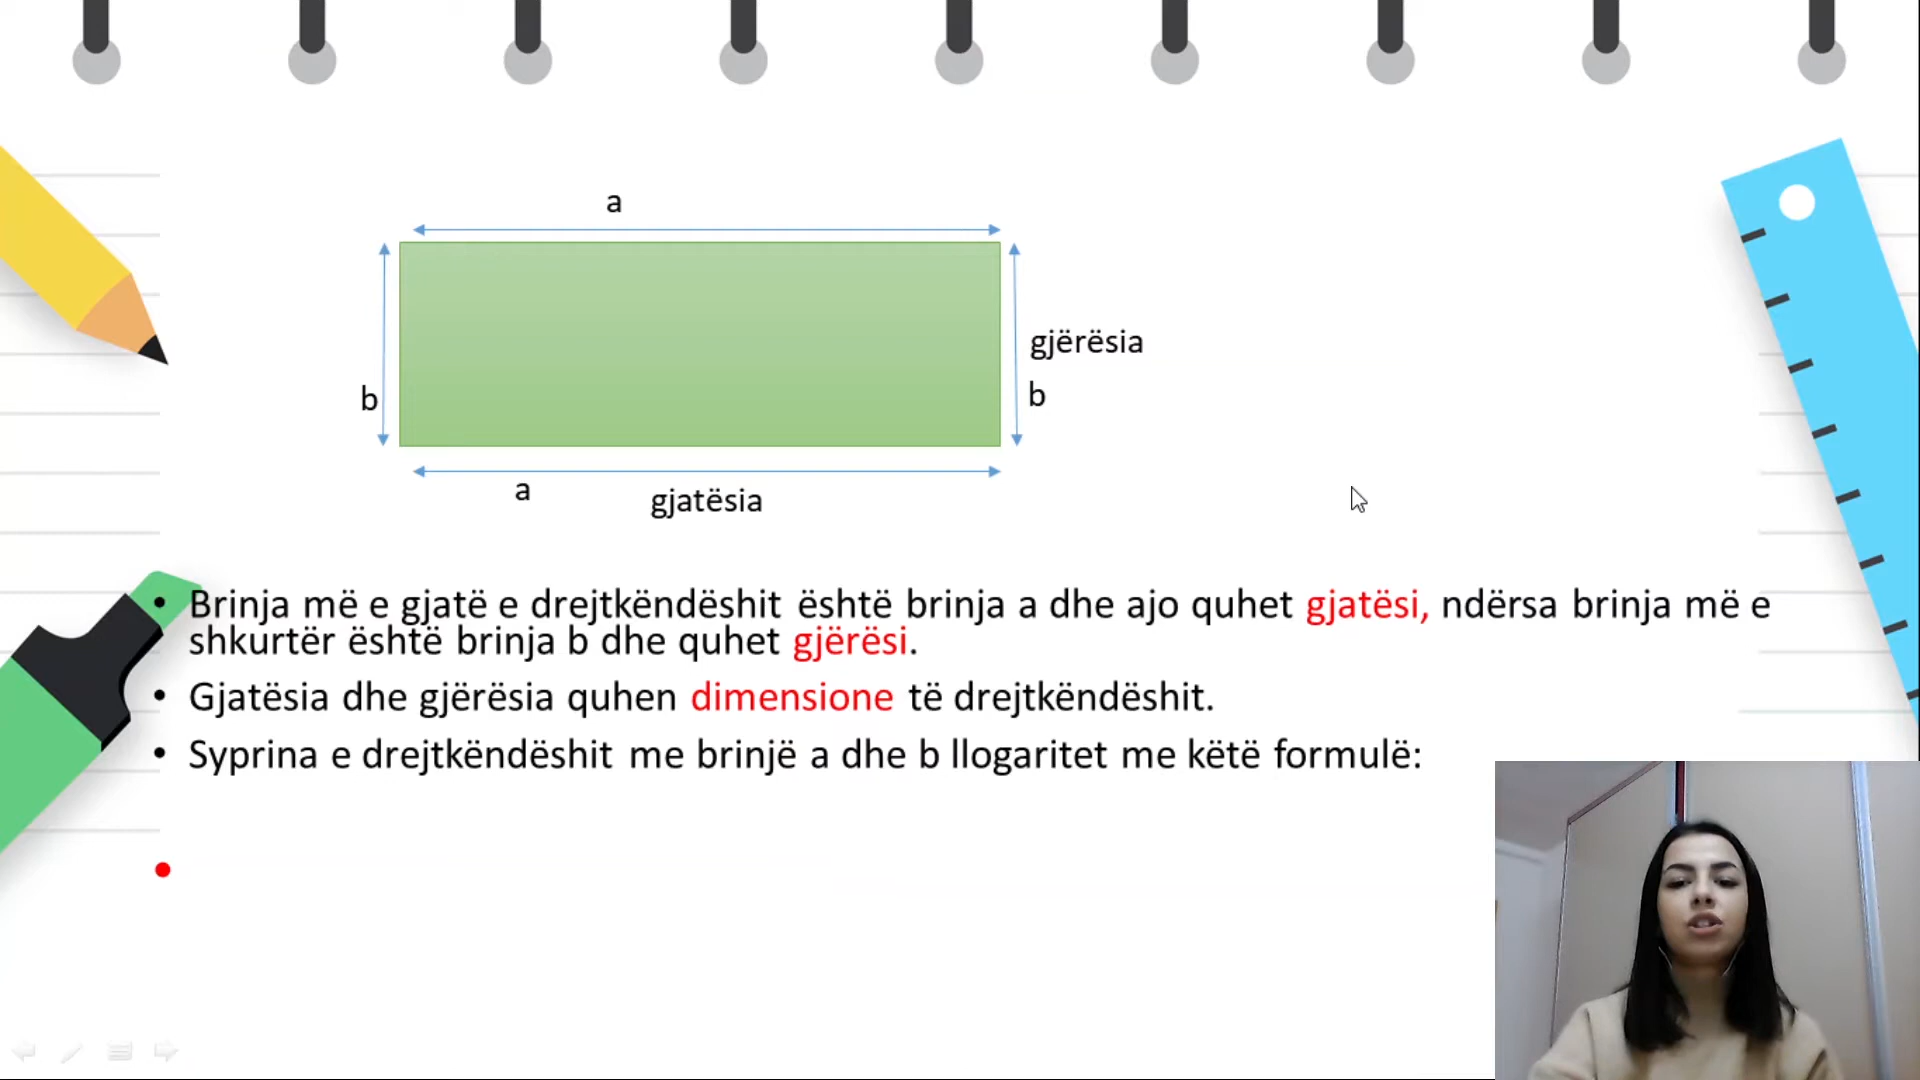 a
gjërësia
b
b
a
gjatësia
• Brinja më e gjatë e drejtkëndëshit është brinja a dhe ajo quhet gjatësi, ndërsa brinja më e
shkurtër është brinja b dhe quhet gjërësi.
• Gjatësia dhe gjërësia quhen dimensione të drejtkëndëshit.
• Syprina e drejtkëndëshit me brinjë a dhe b llogaritet me këtë formulë:
•